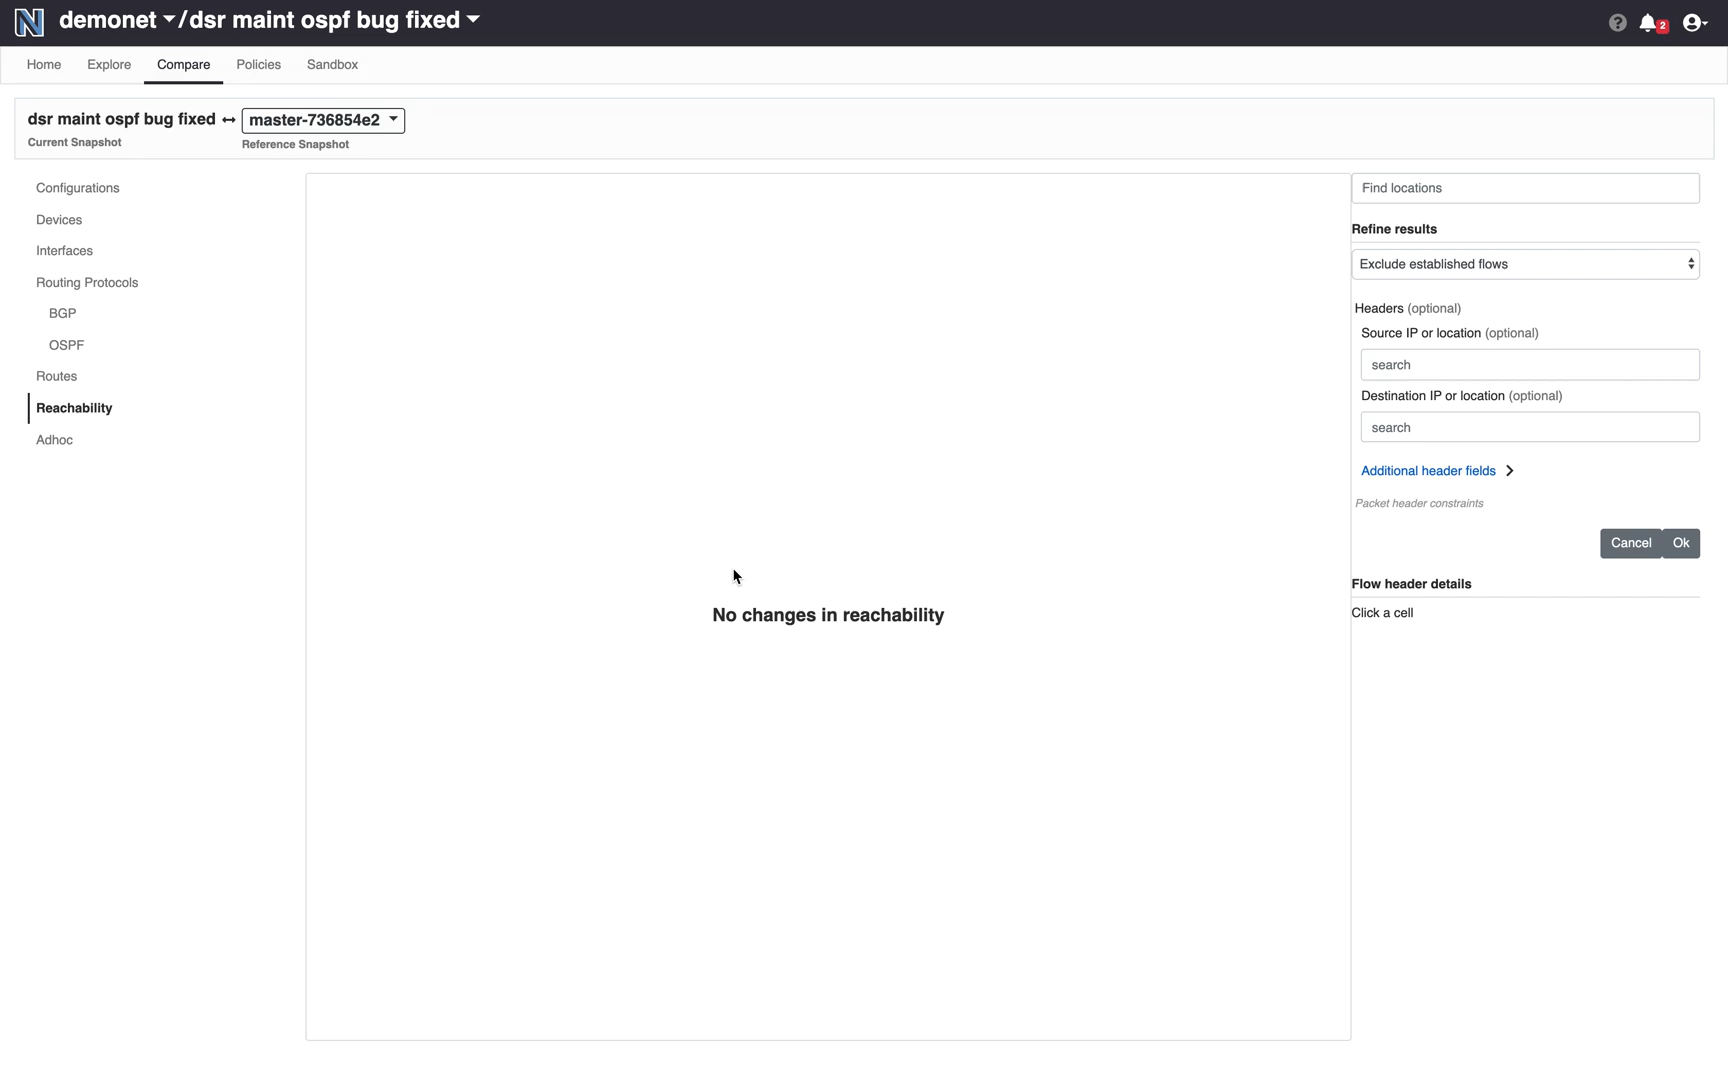 demonet / dsr maint ospf bug fixed
2
Home Explore Compare Policies Sandbox
dsr maint ospf bug fixed ↔ master-736854e2
Current Snapshot Reference Snapshot
Configurations
Devices
Interfaces
Routing Protocols
BGP
OSPF
Routes
Reachability
Adhoc
No changes in reachability
Find locations
Refine results
Exclude established flows
Headers (optional)
Source IP or location (optional)
search
Destination IP or location (optional)
search
Additional header fields
Packet header constraints
Cancel Ok
Flow header details
Click a cell